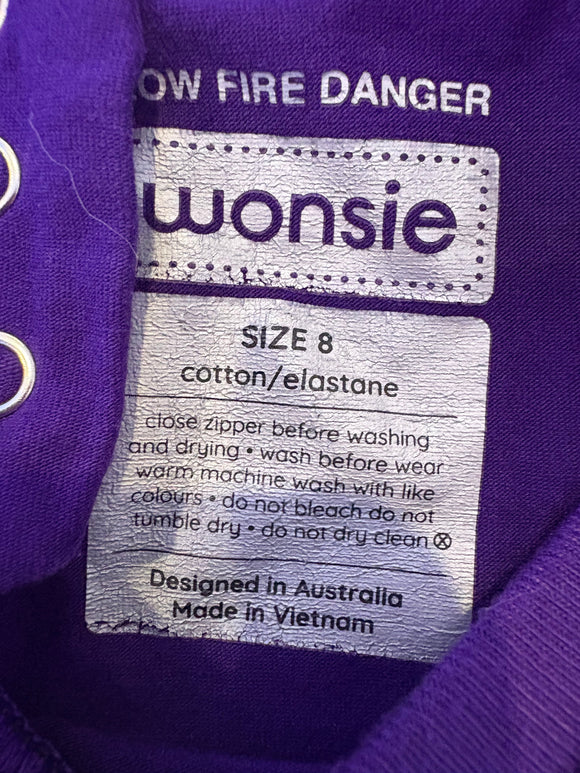 OW FIRE DANGER
wonsie
SIZE 8
cotton/elastane
close zipper before washing
and drying • wash before wear
warm machine wash with like
colours • do not bleach do not
tumble dry • do not dry clean ⓧ
Designed in Australia
Made in Vietnam